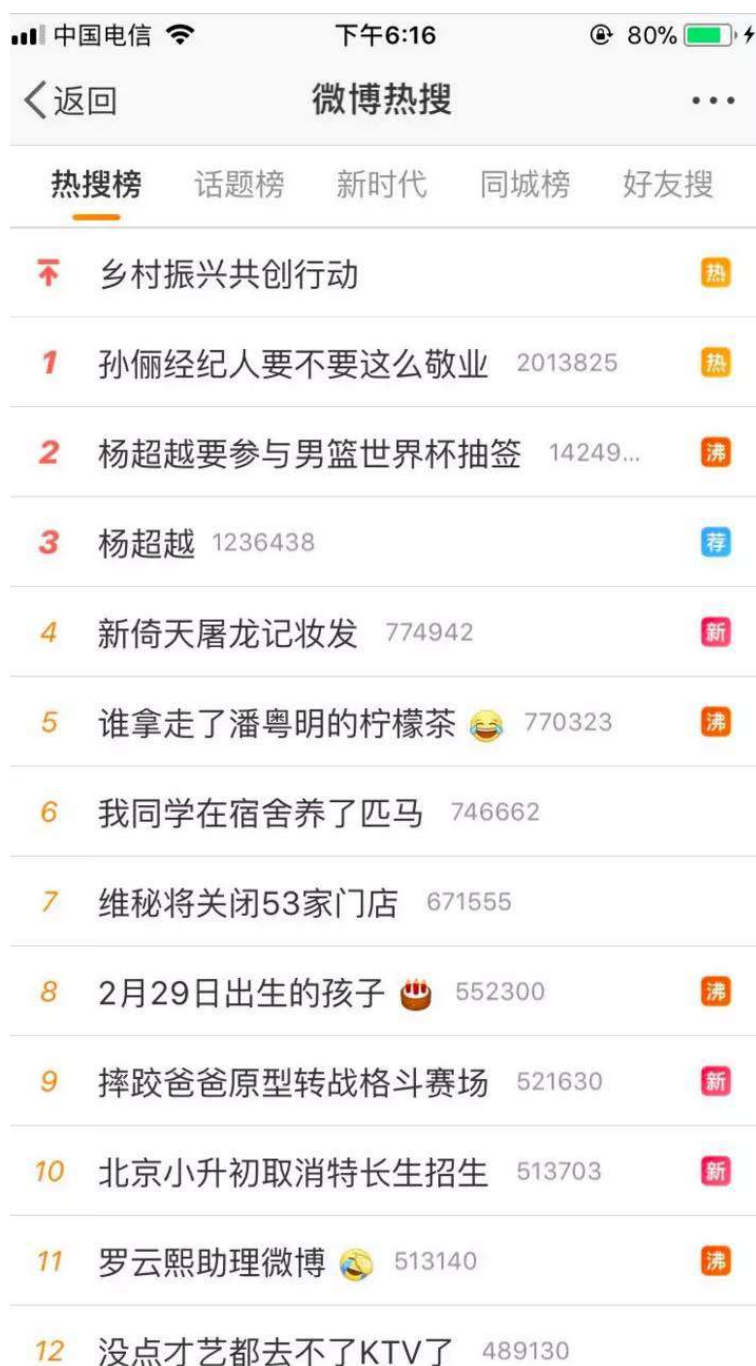 中国电信 下午6:16 80%
返回 微博热搜 ...
热搜榜 话题榜 新时代 同城榜 好友搜
乡村振兴共创行动 热
1 孙俪经纪人要不要这么敬业 2013825 热
2 杨超越要参与男篮世界杯抽签 14249... 沸
3 杨超越 1236438 荐
4 新倚天屠龙记妆发 774942 新
5 谁拿走了潘粤明的柠檬茶 😂 770323 沸
6 我同学在宿舍养了匹马 746662
7 维秘将关闭53家门店 671555
8 2月29日出生的孩子 🎂 552300 沸
9 摔跤爸爸原型转战格斗赛场 521630 新
10 北京小升初取消特长生招生 513703 新
11 罗云熙助理微博 🤣 513140 沸
12 没点才艺都去不了KTV了 489130